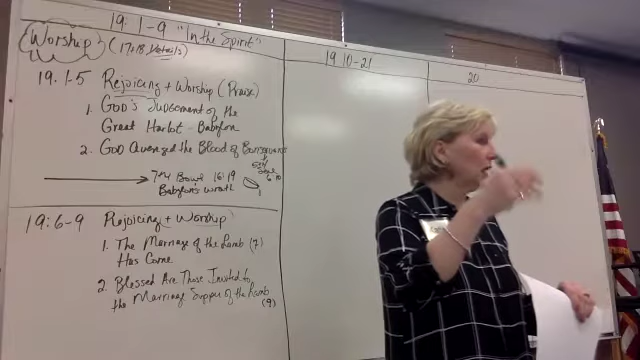 19: 1-9 "In the Spirit"
Worship (17:18, Details)
19:10-21
20
19:1-5 Rejoicing + Worship (Praise)
1. God's Judgement of the
Great Harlot - Babylon
2. God Avenged the Blood of
7th Bowl 16:19
Babylon's wrath
6:10
19:6-9 Rejoicing + Worship
1. The Marriage of the Lamb (7)
Has Come
2. Blessed Are Those Invited to
the Marriage Supper of the Lamb
(9)